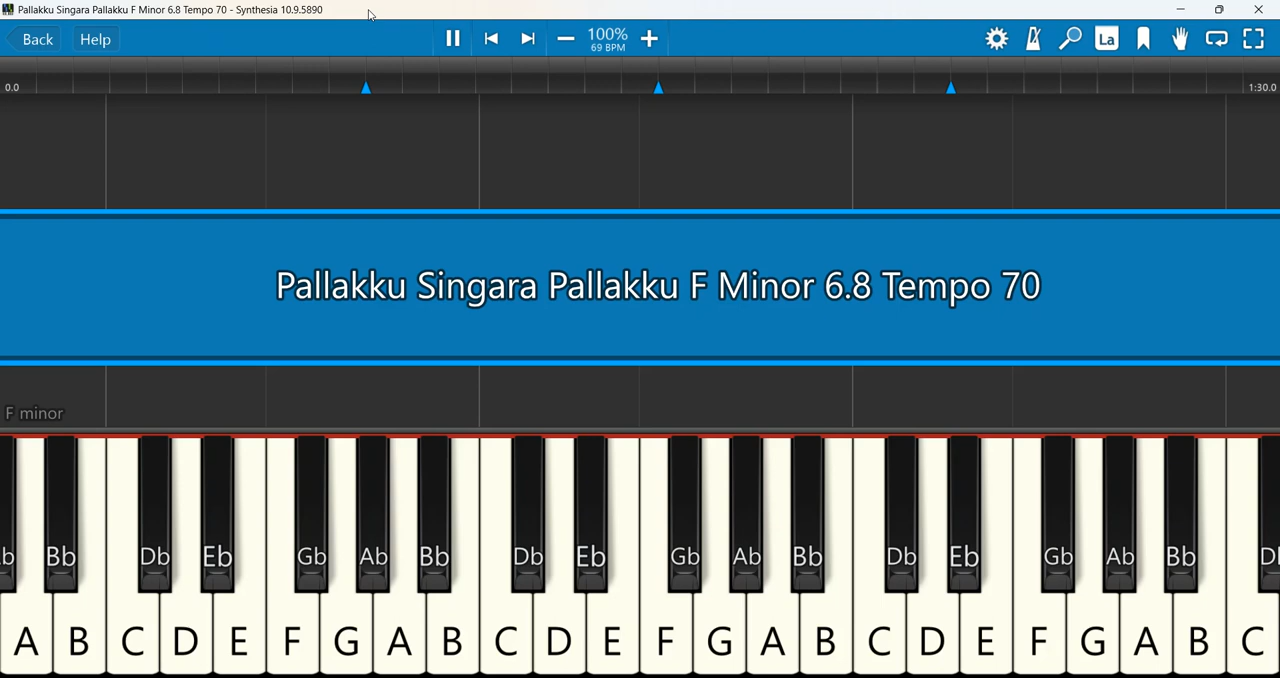 Pallakku Singara Pallakku F Minor 6.8 Tempo 70 - Synthesia 10.9.5890
Back Help 100% La
69 BPM
0.0 1:30.0
Pallakku Singara Pallakku F Minor 6.8 Tempo 70
F minor
Bb Db Eb Gb Ab Bb Db Eb Gb Ab Bb Db Eb Gb Ab Bb
A B C D E F G A B C D E F G A B C D E F G A B C